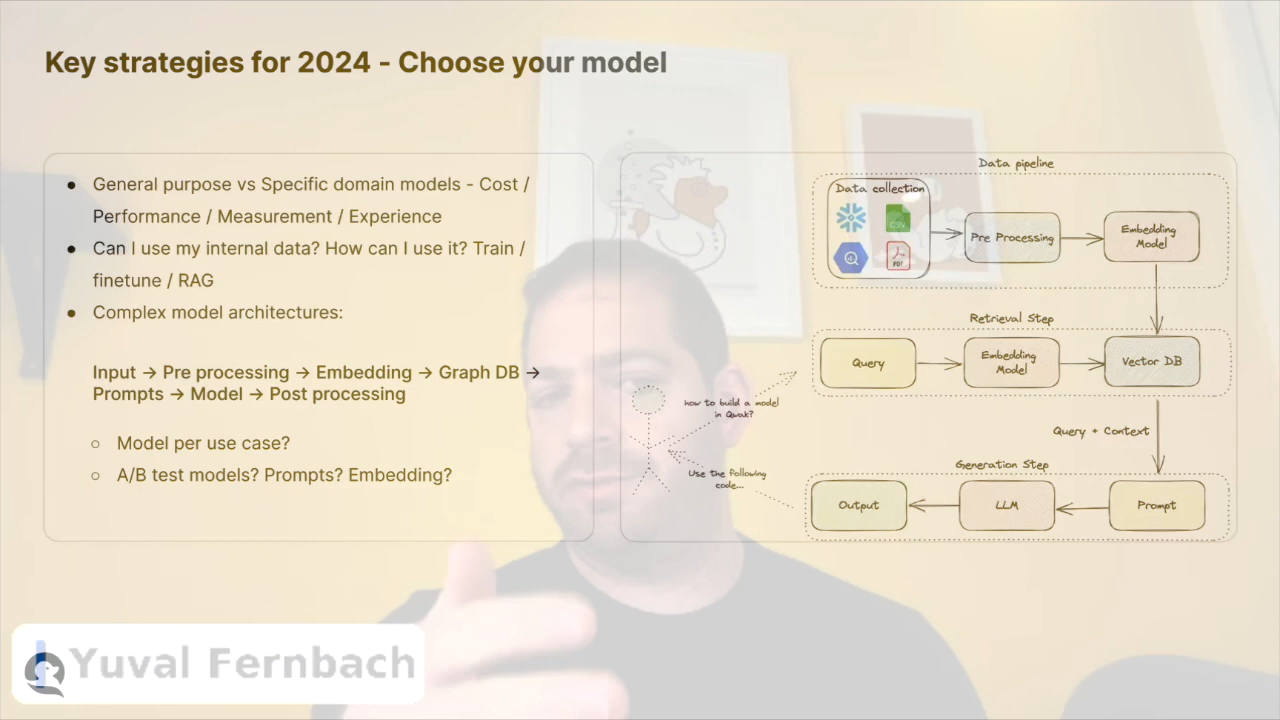 Key strategies for 2024 - Choose your model
● General purpose vs Specific domain models - Cost /
Performance / Measurement / Experience
● Can I use my internal data? How can I use it? Train /
finetune / RAG
● Complex model architectures:
Input → Pre processing → Embedding → Graph DB →
Prompts → Model → Post processing
○ Model per use case?
○ A/B test models? Prompts? Embedding?
Data pipeline
Data collection
CSV
PDF
Pre Processing
Embedding
Model
Retrieval Step
Query
Embedding
Model
Vector DB
how to build a model
in Qwak?
Query + Context
Use the following
code...
Generation Step
Output
LLM
Prompt
Yuval Fernbach